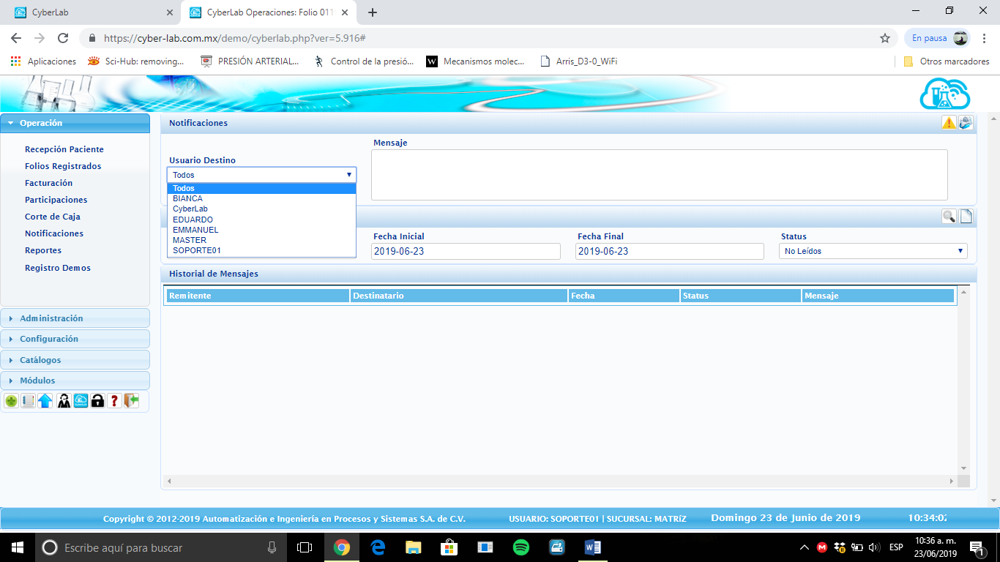 CyberLab
CyberLab Operaciones: Folio 011
https://cyber-lab.com.mx/demo/cyberlab.php?ver=5.916#
En pausa
Aplicaciones
Sci-Hub: removing...
PRESIÓN ARTERIAL...
Control de la presió...
W
Mecanismos molec...
Arris_D3-0_WiFi
Otros marcadores
Operación
Recepción Paciente
Folios Registrados
Facturación
Participaciones
Corte de Caja
Notificaciones
Reportes
Registro Demos
Administración
Configuración
Catálogos
Módulos
Notificaciones
Usuario Destino
Todos
Todos
BIANCA
CyberLab
EDUARDO
EMMANUEL
MASTER
SOPORTE01
Mensaje
Fecha Inicial
2019-06-23
Fecha Final
2019-06-23
Status
No Leídos
Historial de Mensajes
Remitente Destinatario Fecha Status Mensaje
Copyright © 2012-2019 Automatización e Ingeniería en Procesos y Sistemas S.A. de C.V. USUARIO: SOPORTE01 | SUCURSAL: MATRíZ Domingo 23 de Junio de 2019 10:34:02
Escribe aquí para buscar
ESP
10:36 a. m.
23/06/2019
1